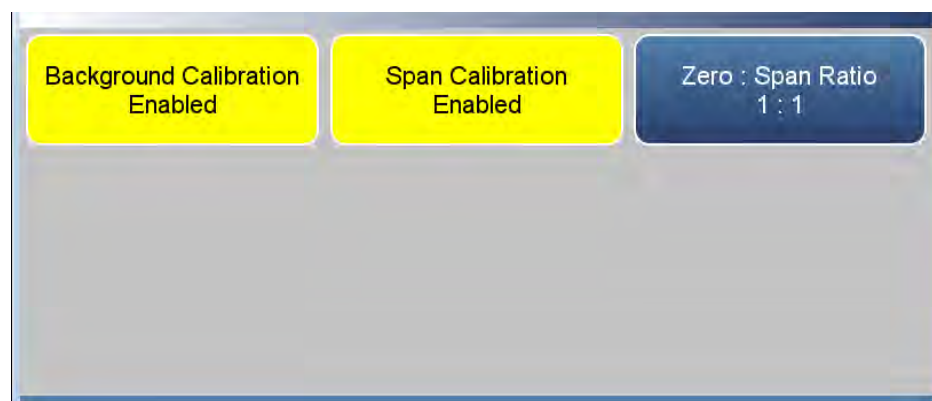 Background Calibration
Enabled
Span Calibration
Enabled
Zero : Span Ratio
1 : 1